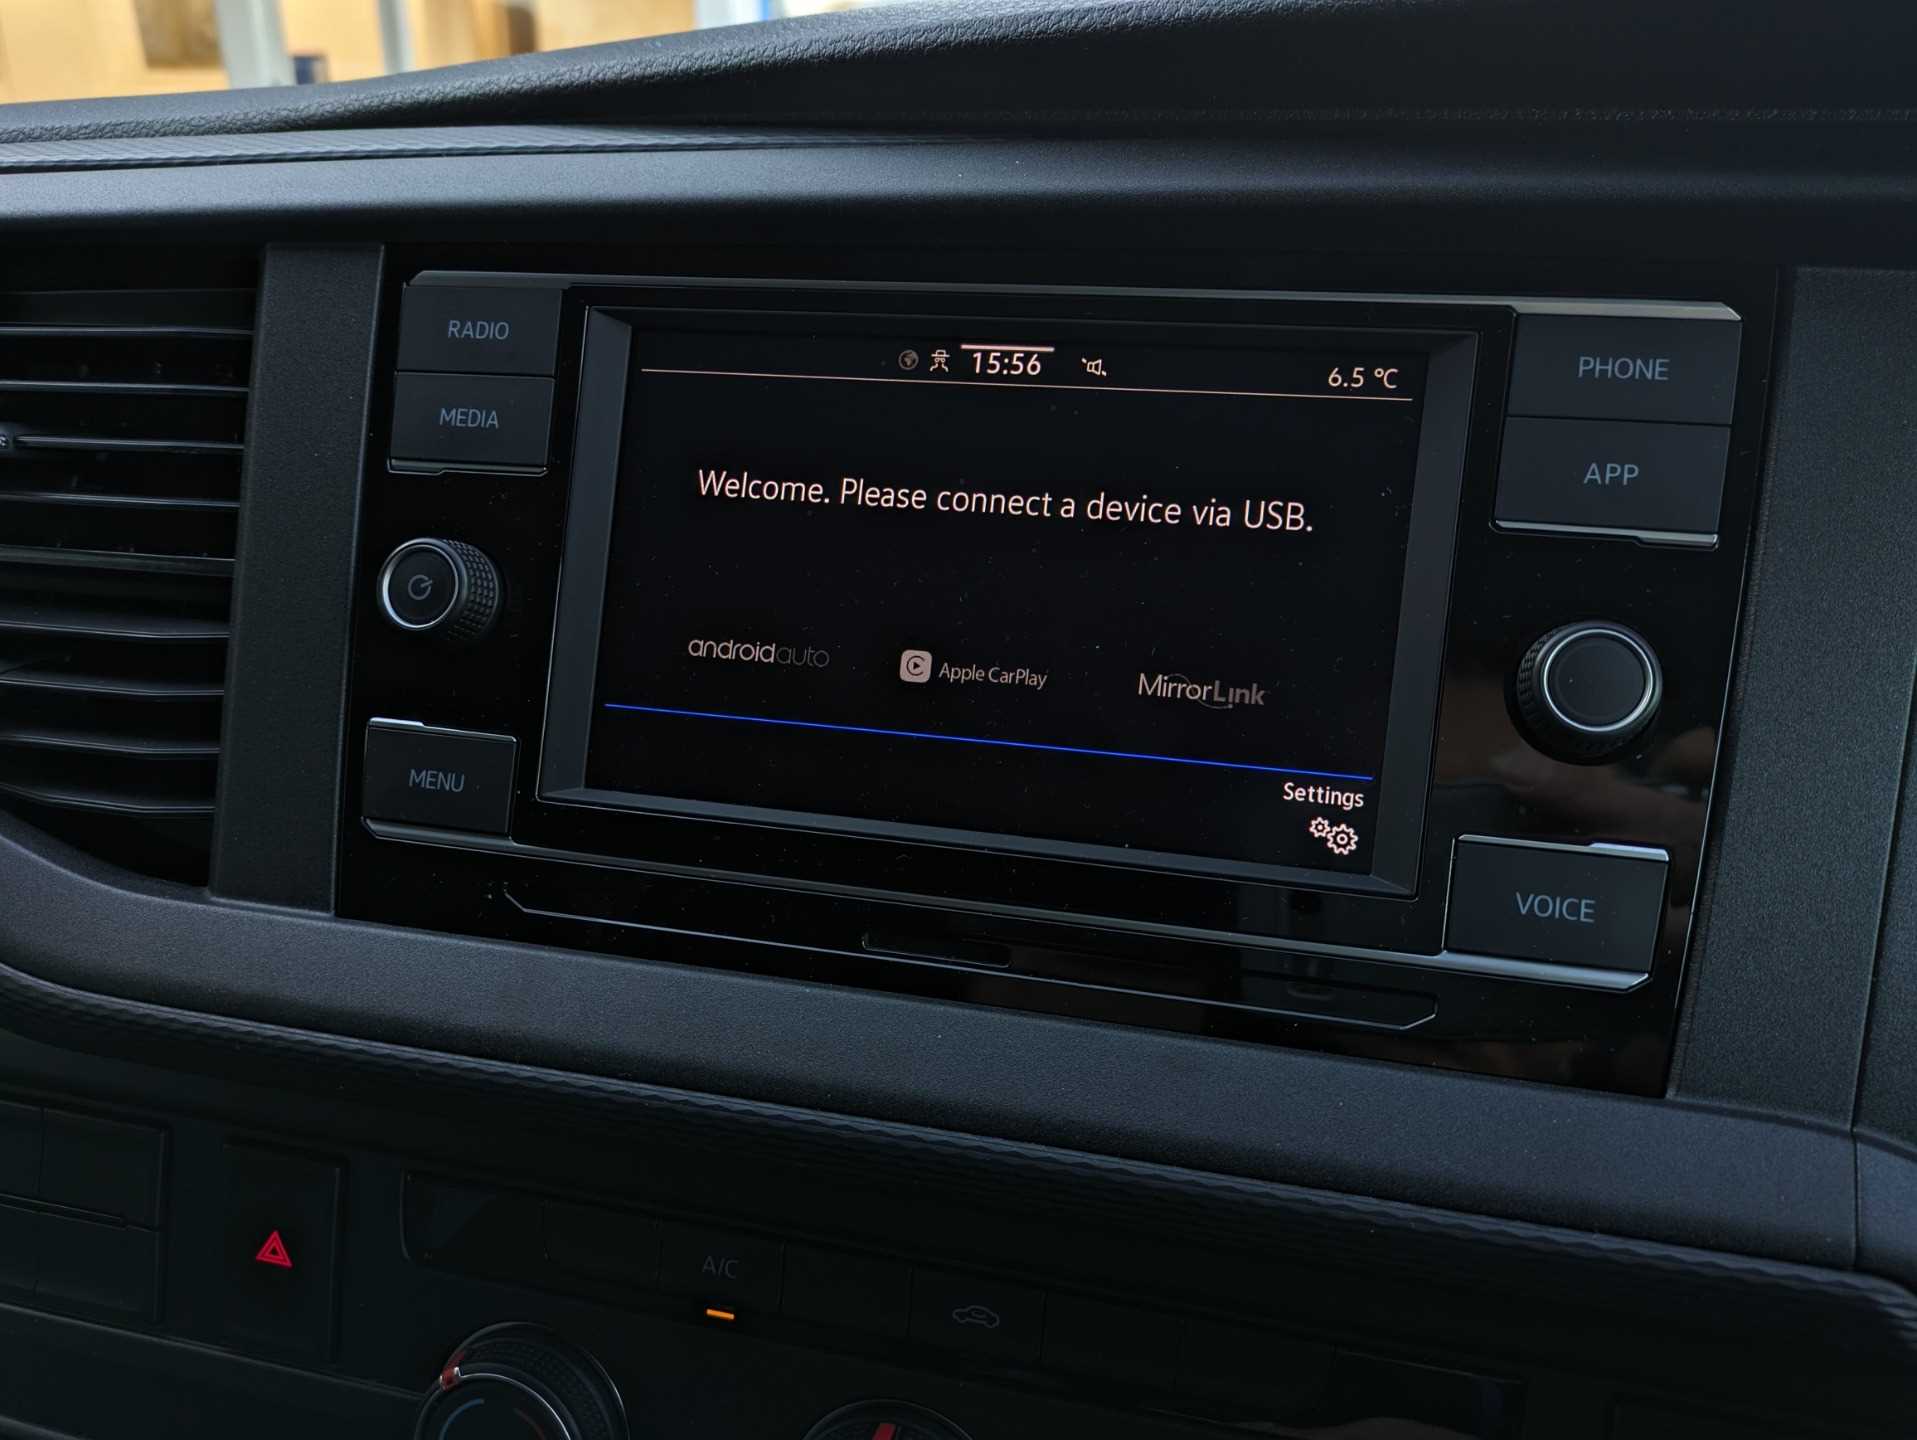 RADIO
MEDIA
15:56
6.5 °C
PHONE
APP
Welcome. Please connect a device via USB.
androidauto
Apple CarPlay
MirrorLink
MENU
Settings
VOICE
A/C